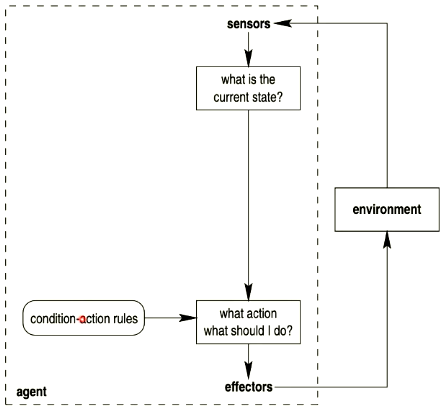 sensors
what is the
current state?
environment
condition-action rules
what action
what should I do?
agent
effectors